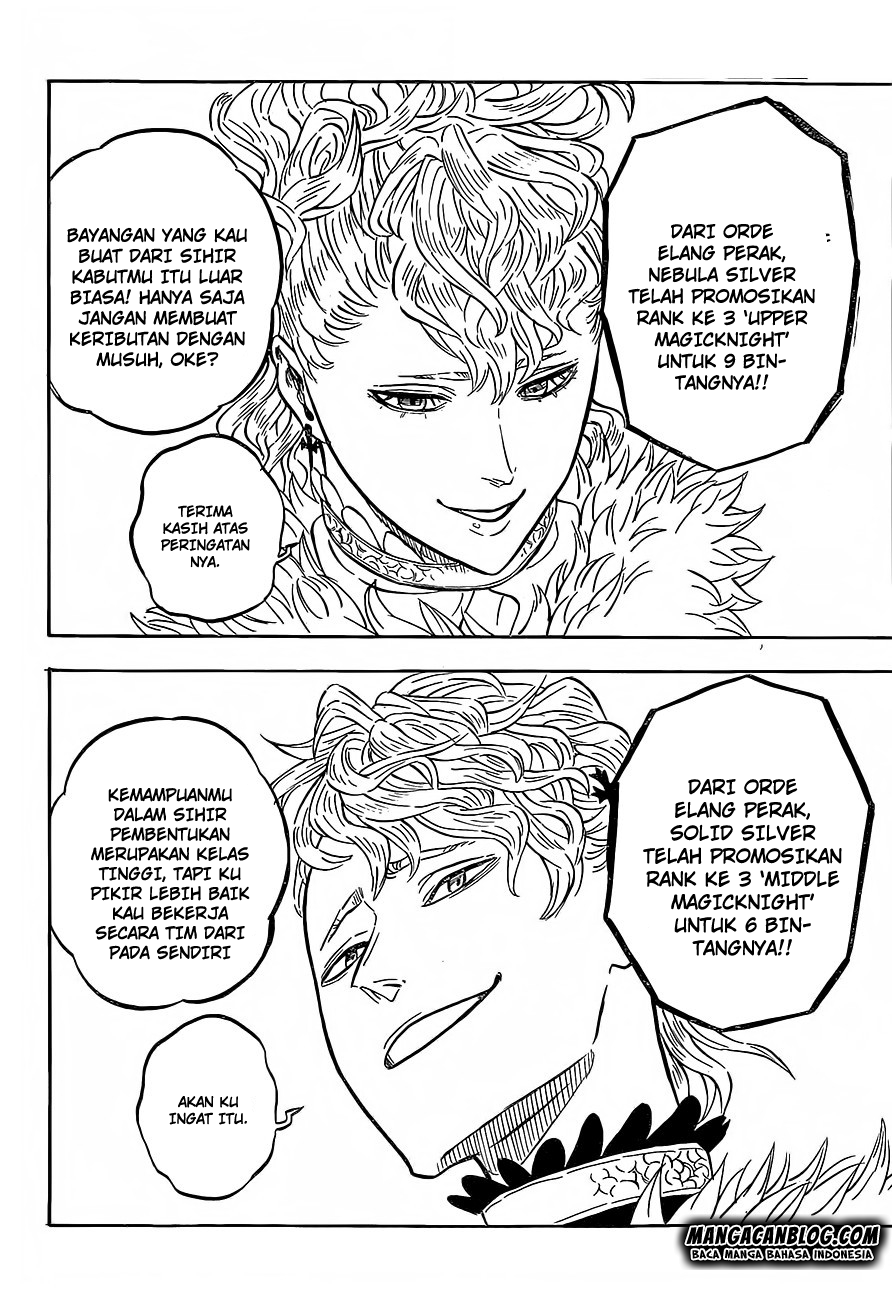 DARI ORDE
ELANG PERAK,
NEBULA SILVER
TELAH PROMOSIKAN
RANK KE 3 ‘UPPER
MAGICKNIGHT’
UNTUK 9 BIN-
TANGNYA!!
BAYANGAN YANG KAU
BUAT DARI SIHIR
KABUTMU ITU LUAR
BIASA! HANYA SAJA
JANGAN MEMBUAT
KERIBUTAN DENGAN
MUSUH, OKE?
TERIMA
KASIH ATAS
PERINGATAN
NYA.
DARI ORDE
ELANG PERAK,
SOLID SILVER
TELAH PROMOSIKAN
RANK KE 3 ‘MIDDLE
MAGICKNIGHT’
UNTUK 6 BIN-
TANGNYA!!
KEMAMPUANMU
DALAM SIHIR
PEMBENTUKAN
MERUPAKAN KELAS
TINGGI, TAPI KU
PIKIR LEBIH BAIK
KAU BEKERJA
SECARA TIM DARI
PADA SENDIRI
AKAN KU
INGAT ITU.
MANGACANBLOG.COM
BACA MANGA BAHASA INDONESIA